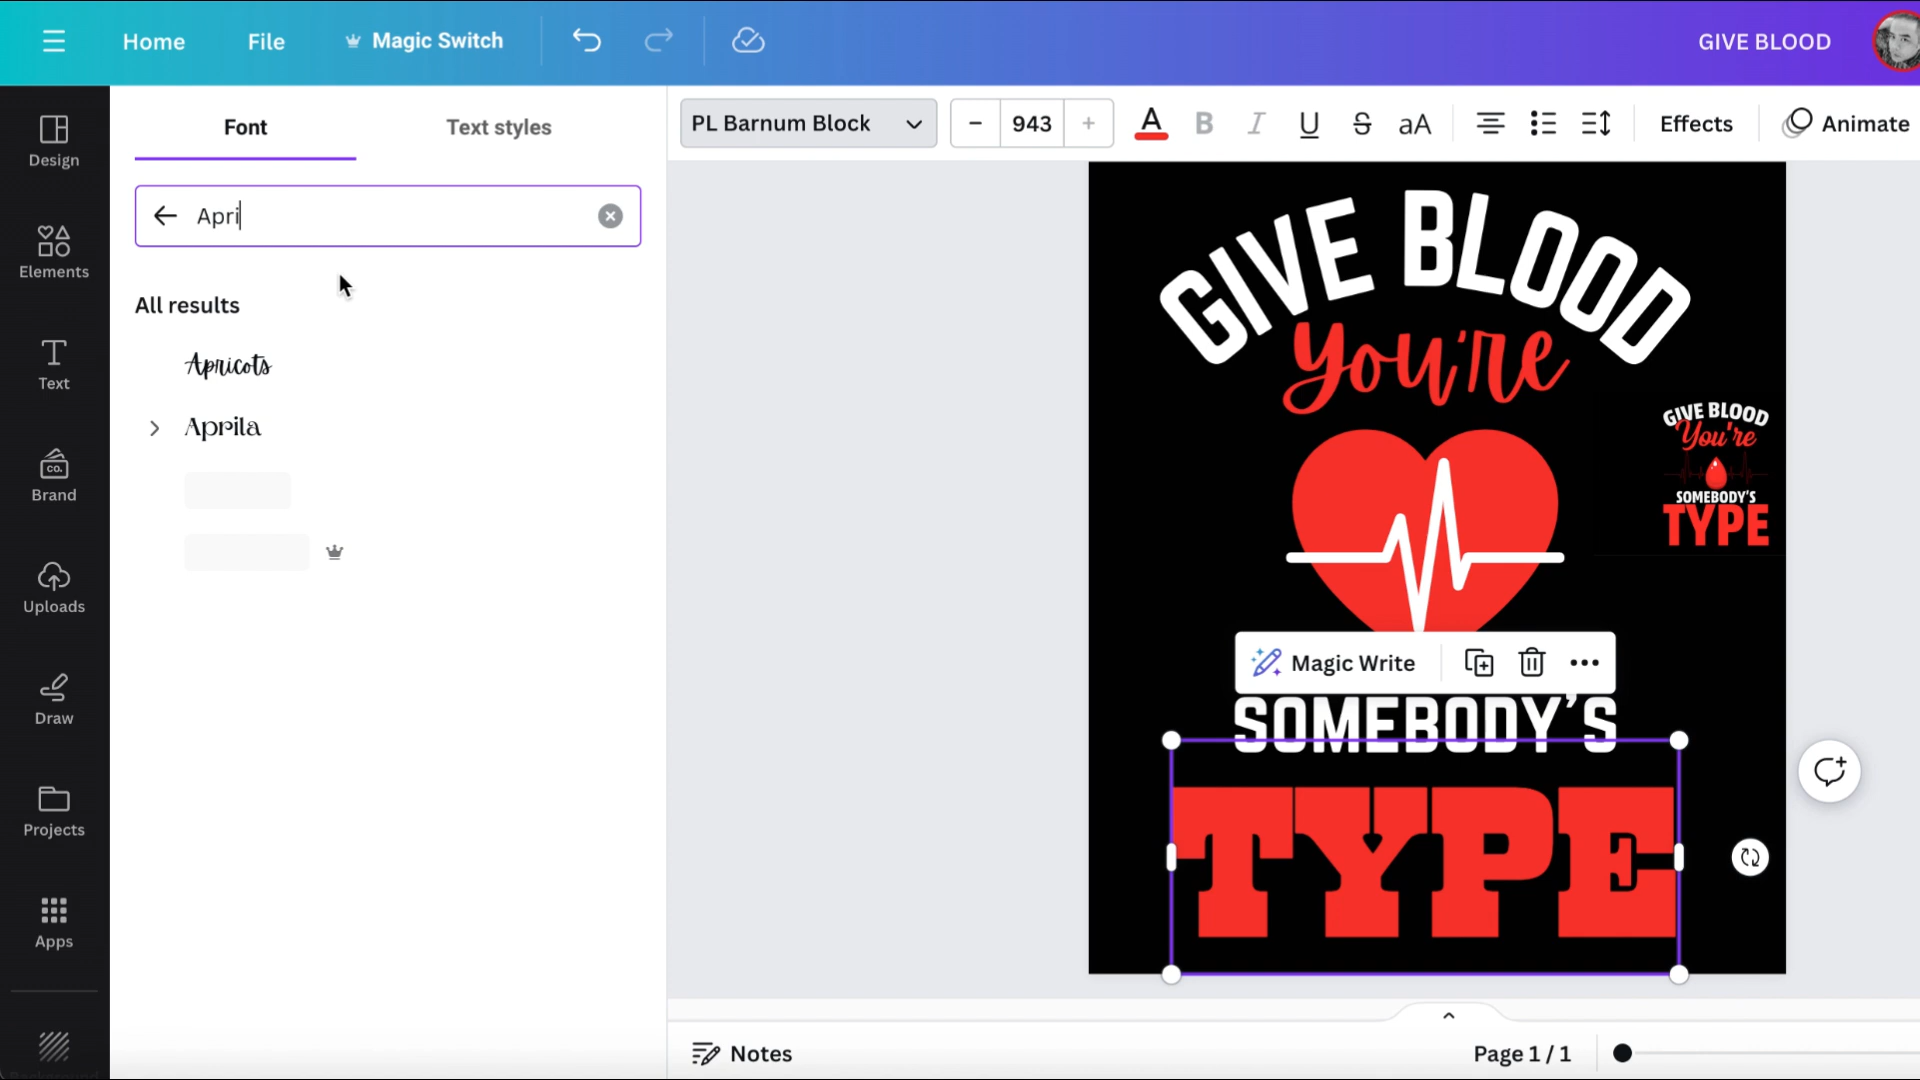 Home File Magic Switch GIVE BLOOD
Design
Elements
Text
CO.
Brand
Uploads
Draw
Projects
Apps
Font Text styles
Apri
All results
Apricots
Aprila
PL Barnum Block 943 A B I U S aA Effects Animate
GIVE BLOOD
You're
SOMEBODY'S
TYPE
GIVE BLOOD
You're
SOMEBODY'S
TYPE
Magic Write
Notes
Page 1 / 1